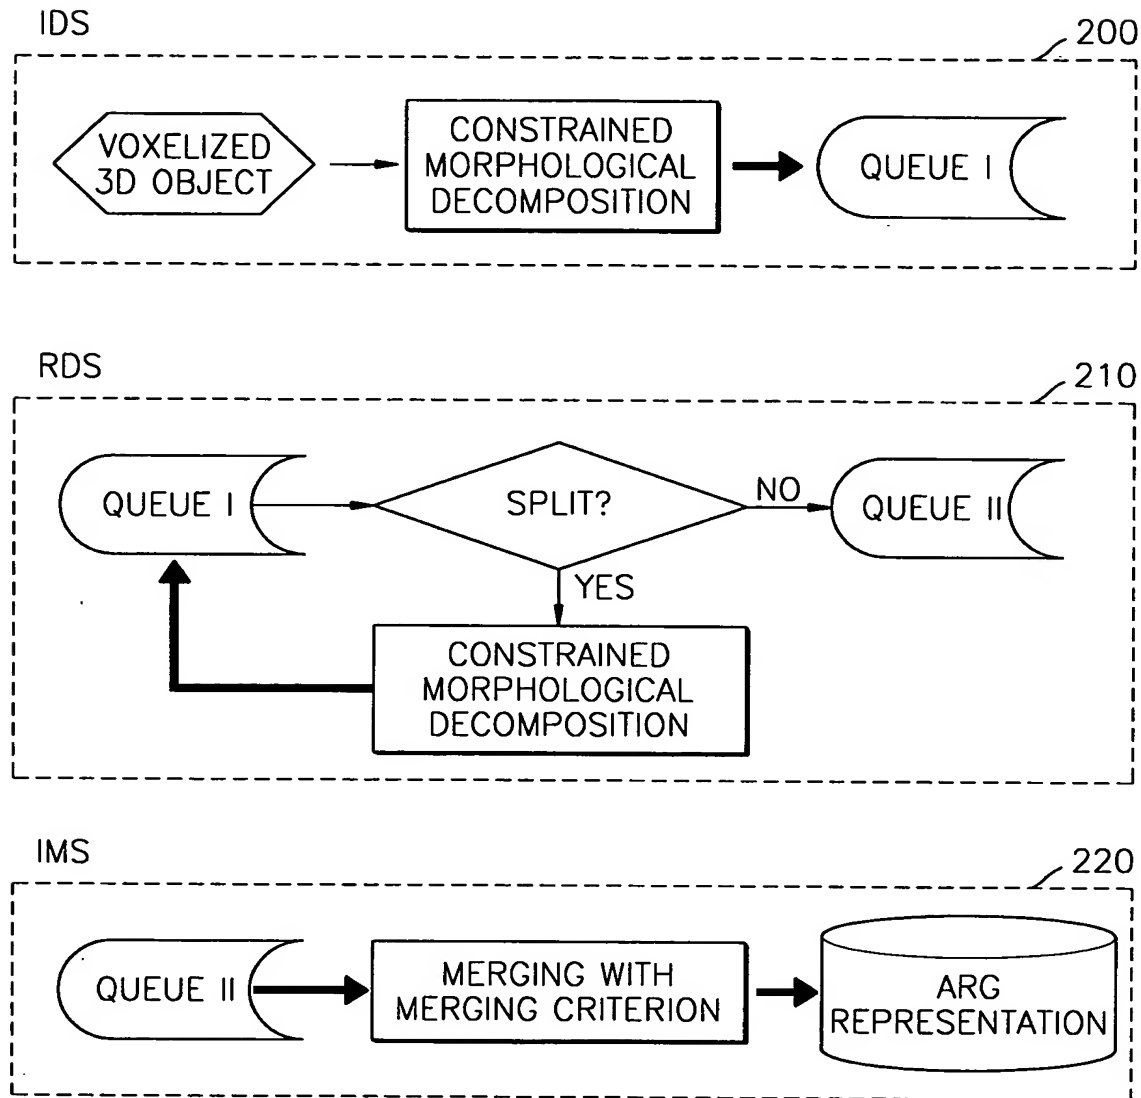 IDS
200
VOXELIZED
3D OBJECT
CONSTRAINED
MORPHOLOGICAL
DECOMPOSITION
QUEUE I
RDS
210
QUEUE I
SPLIT?
NO
QUEUE II
YES
CONSTRAINED
MORPHOLOGICAL
DECOMPOSITION
IMS
220
QUEUE II
MERGING WITH
MERGING CRITERION
ARG
REPRESENTATION